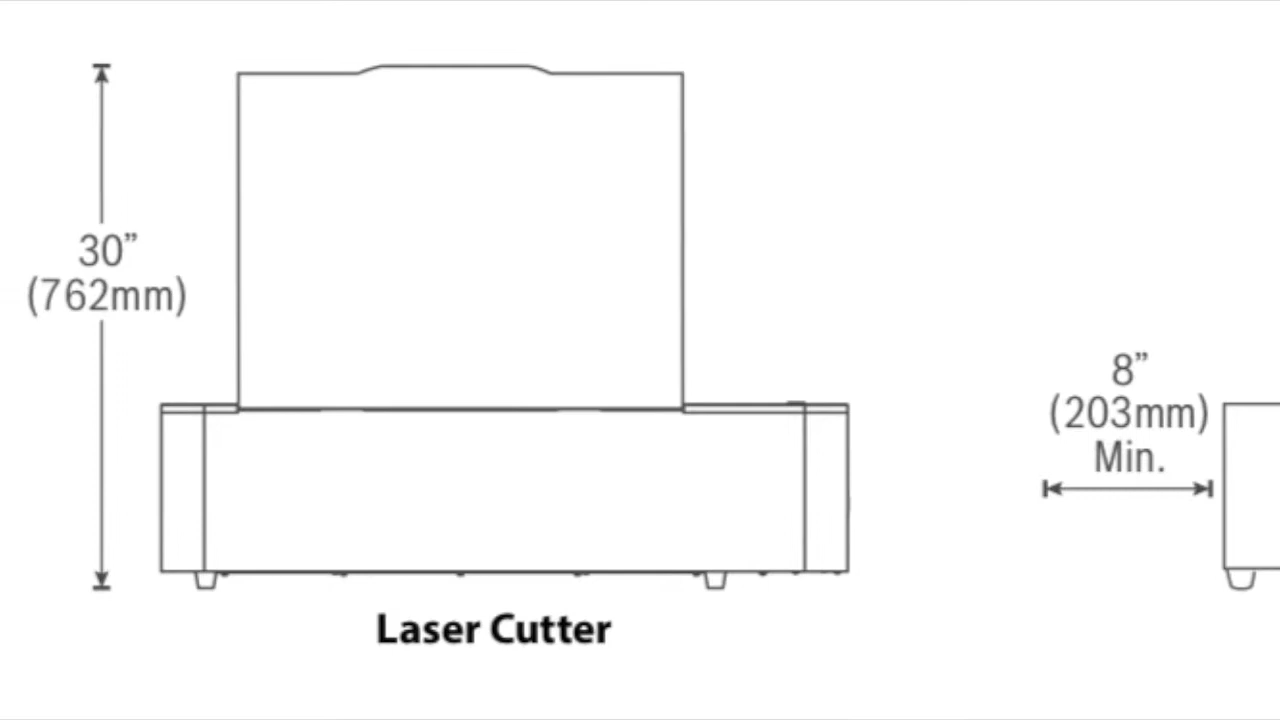 30”
(762mm)
8”
(203mm)
Min.
Laser Cutter